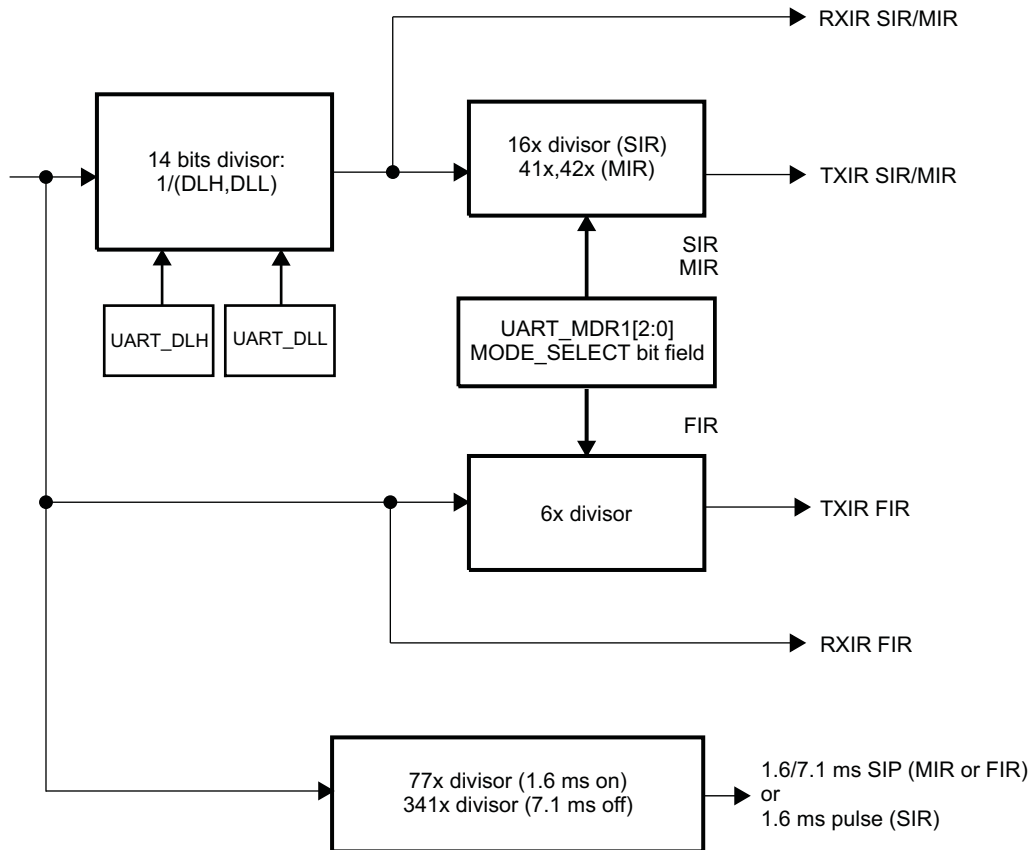 RXIR SIR/MIR
14 bits divisor:
1/(DLH,DLL)
16x divisor (SIR)
41x,42x (MIR)
TXIR SIR/MIR
SIR
MIR
UART_DLH
UART_DLL
UART_MDR1[2:0]
MODE_SELECT bit field
FIR
6x divisor
TXIR FIR
RXIR FIR
77x divisor (1.6 ms on)
341x divisor (7.1 ms off)
1.6/7.1 ms SIP (MIR or FIR)
or
1.6 ms pulse (SIR)